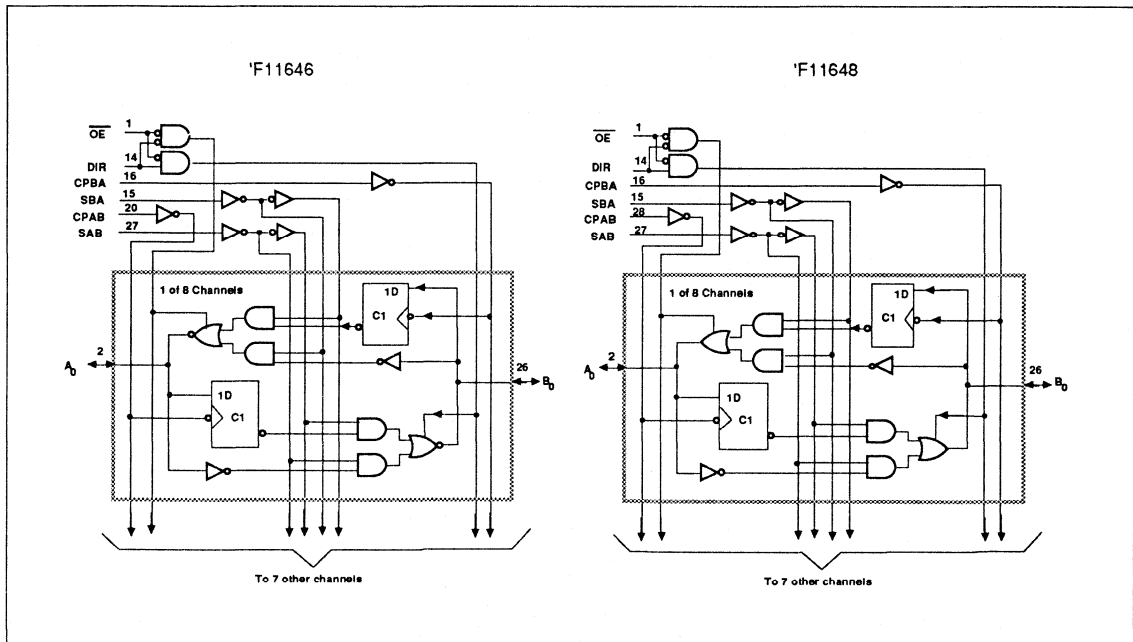 'F11646
OE
1
DIR
14
CPBA
16
SBA
15
CPAB
20
SAB
27
1 of 8 Channels
1D
C1
A0
2
26
B0
1D
C1
To 7 other channels
'F11648
OE
1
DIR
14
CPBA
16
SBA
15
CPAB
28
SAB
27
1 of 8 Channels
1D
C1
A0
2
26
B0
1D
C1
To 7 other channels